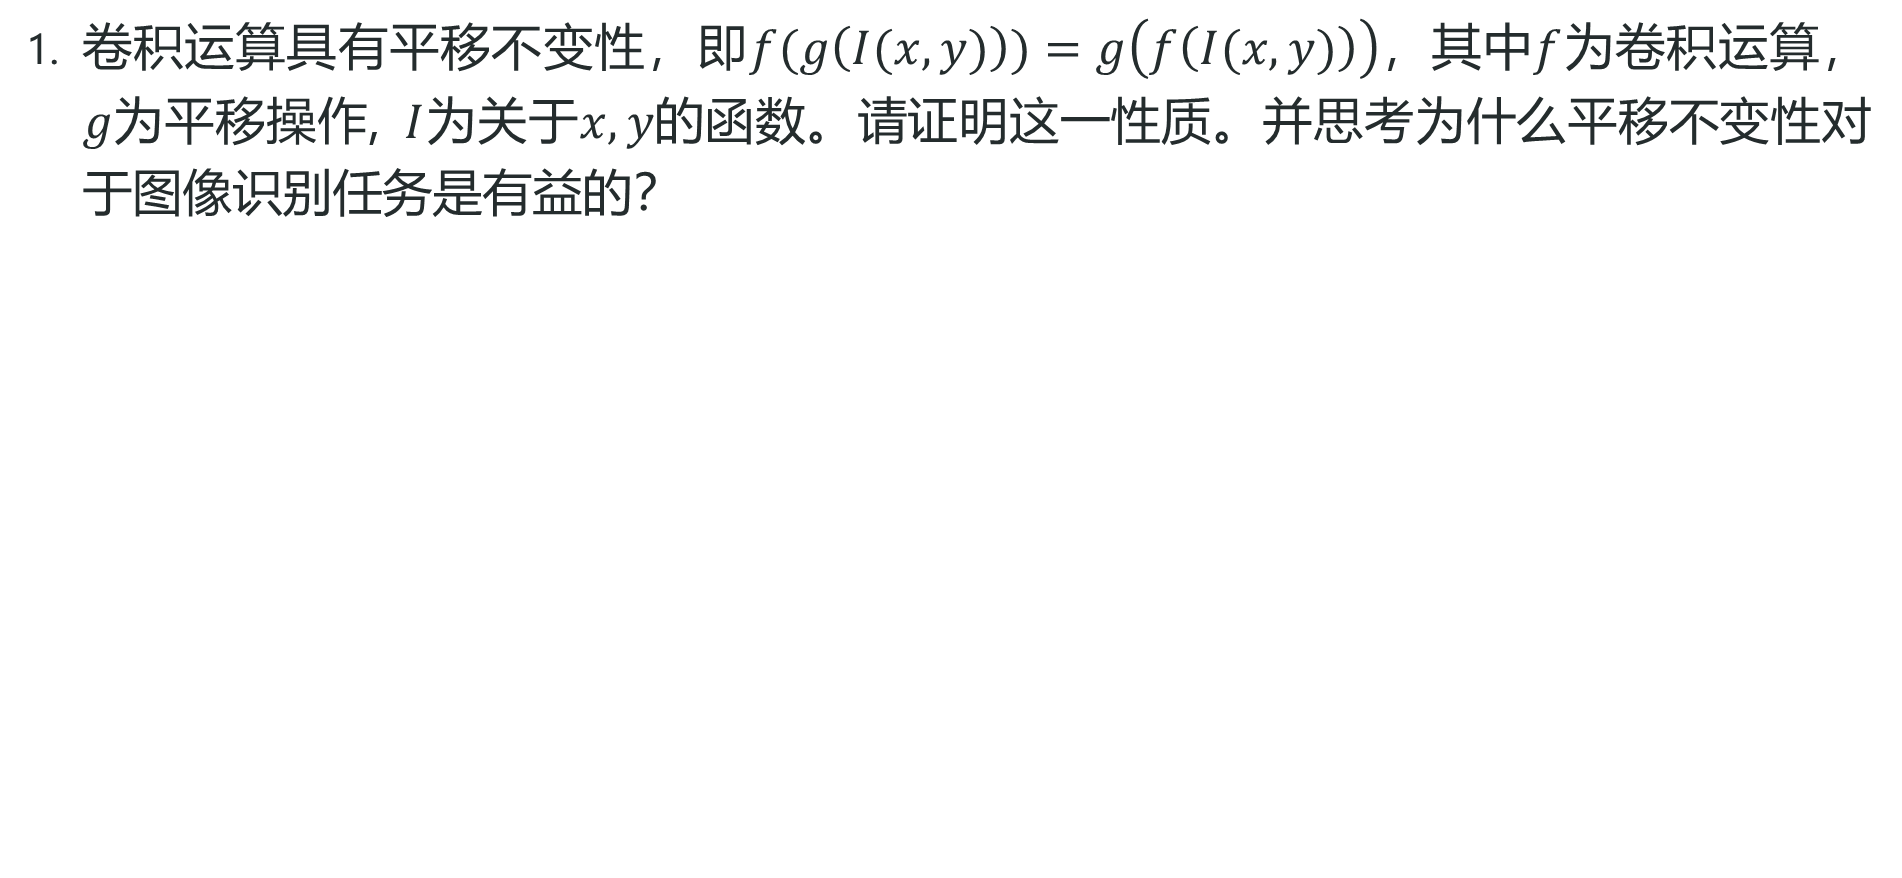 1. 卷积运算具有平移不变性，即f(g(I(x,y))) = g(f(I(x,y)))，其中f为卷积运算，
g为平移操作, I为关于x,y的函数。请证明这一性质。并思考为什么平移不变性对
于图像识别任务是有益的？